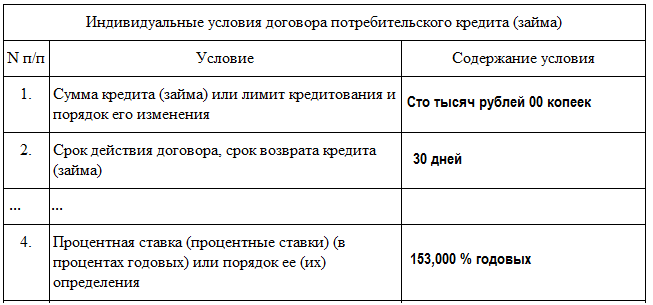 Индивидуальные условия договора потребительского кредита (займа)
N п/п Условие Содержание условия
1. Сумма кредита (займа) или лимит кредитования и
порядок его изменения
Сто тысяч рублей 00 копеек
2. Срок действия договора, срок возврата кредита
(займа)
30 дней
... ...
4. Процентная ставка (процентные ставки) (в
процентах годовых) или порядок ее (их)
определения
153,000 % годовых